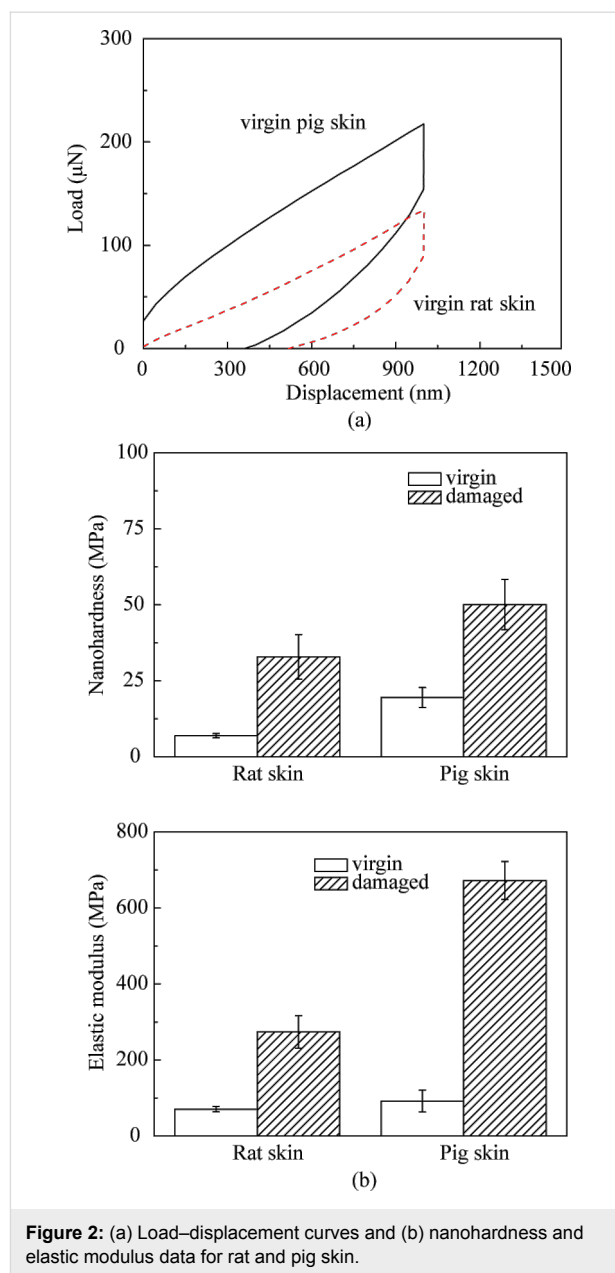 300
200
100
0
Load (μN)
virgin pig skin
virgin rat skin
0 300 600 900 1200 1500
Displacement (nm)
(a)
100
75
50
25
0
Nanohardness (MPa)
virgin
damaged
Rat skin Pig skin
800
600
400
200
0
Elastic modulus (MPa)
virgin
damaged
Rat skin Pig skin
(b)
Figure 2: (a) Load–displacement curves and (b) nanohardness and
elastic modulus data for rat and pig skin.